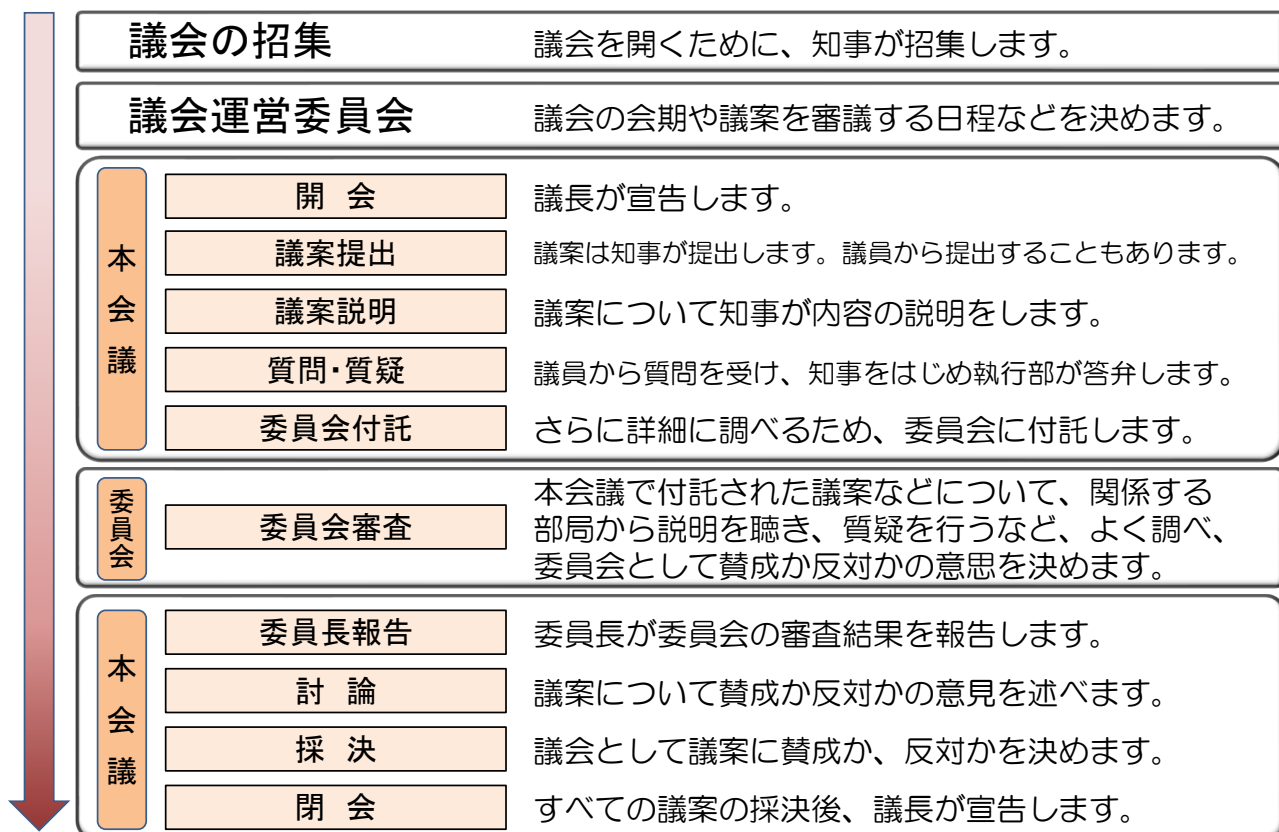 議会の招集 議会を開くために、知事が招集します。
議会運営委員会 議会の会期や議案を審議する日程などを決めます。
本会議
開 会 議長が宣告します。
議案提出 議案は知事が提出します。議員から提出することもあります。
議案説明 議案について知事が内容の説明をします。
質問・質疑 議員から質問を受け、知事をはじめ執行部が答弁します。
委員会付託 さらに詳細に調べるため、委員会に付託します。
委員会
委員会審査
本会議で付託された議案などについて、関係する
部局から説明を聴き、質疑を行うなど、よく調べ、
委員会として賛成か反対かの意思を決めます。
本会議
委員長報告 委員長が委員会の審査結果を報告します。
討 論 議案について賛成か反対かの意見を述べます。
採 決 議会として議案に賛成か、反対かを決めます。
閉 会 すべての議案の採決後、議長が宣告します。